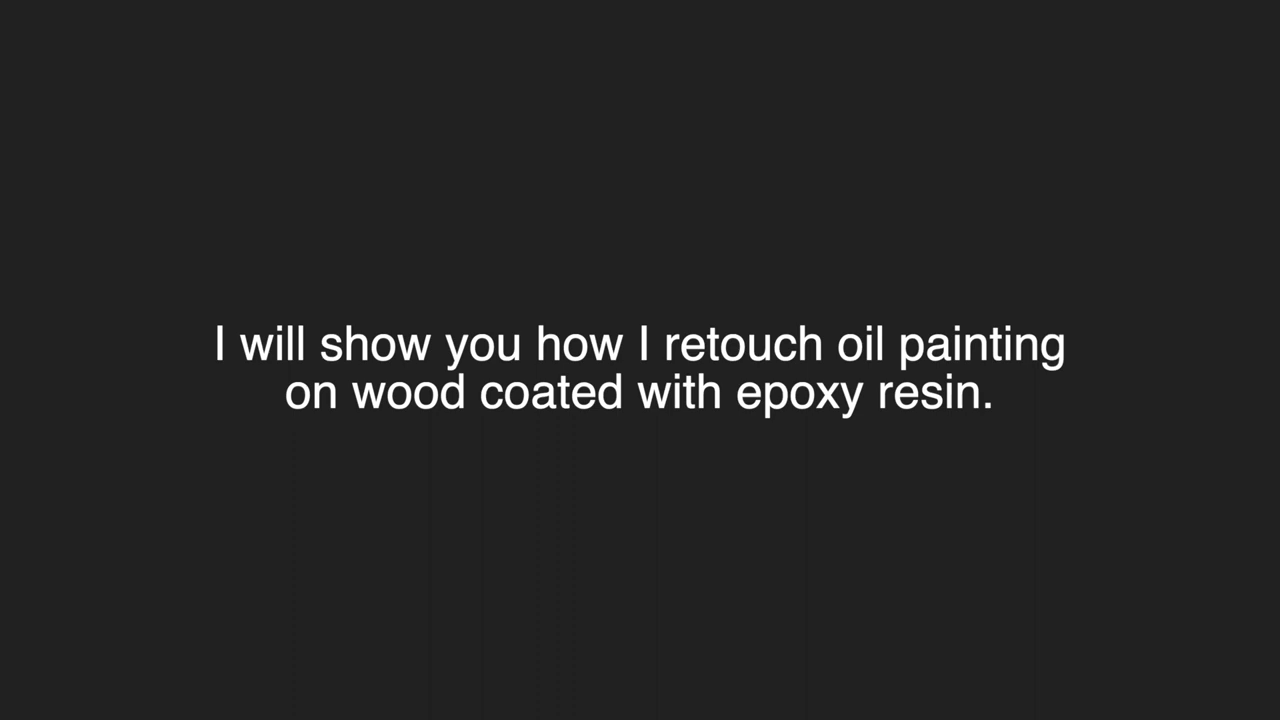 I will show you how I retouch oil painting
on wood coated with epoxy resin.